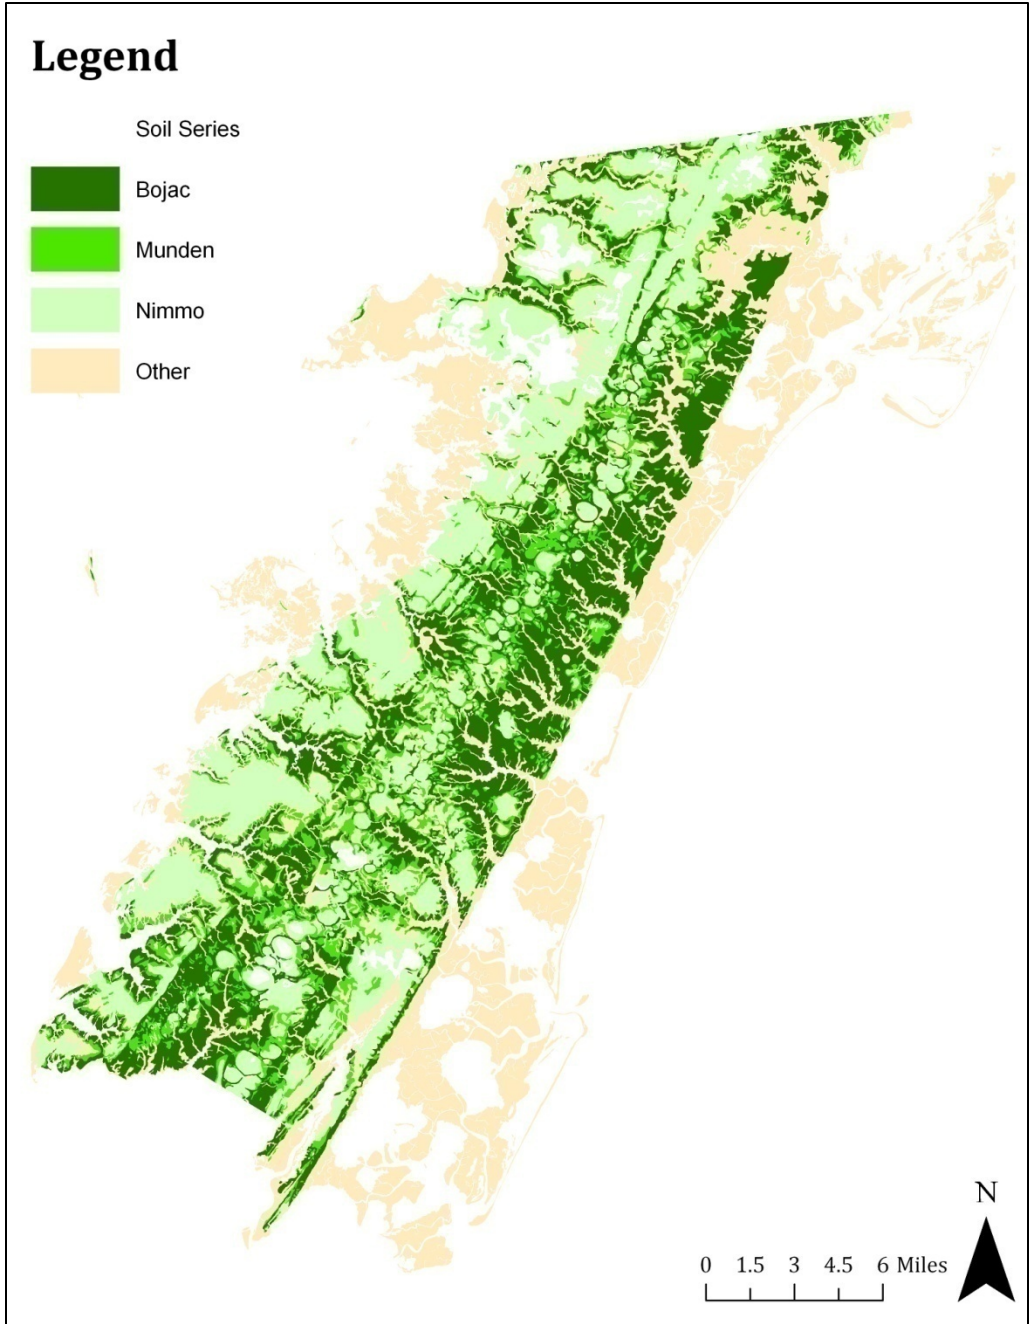 Legend
Soil Series
Bojac
Munden
Nimmo
Other
N
0 1.5 3 4.5 6 Miles